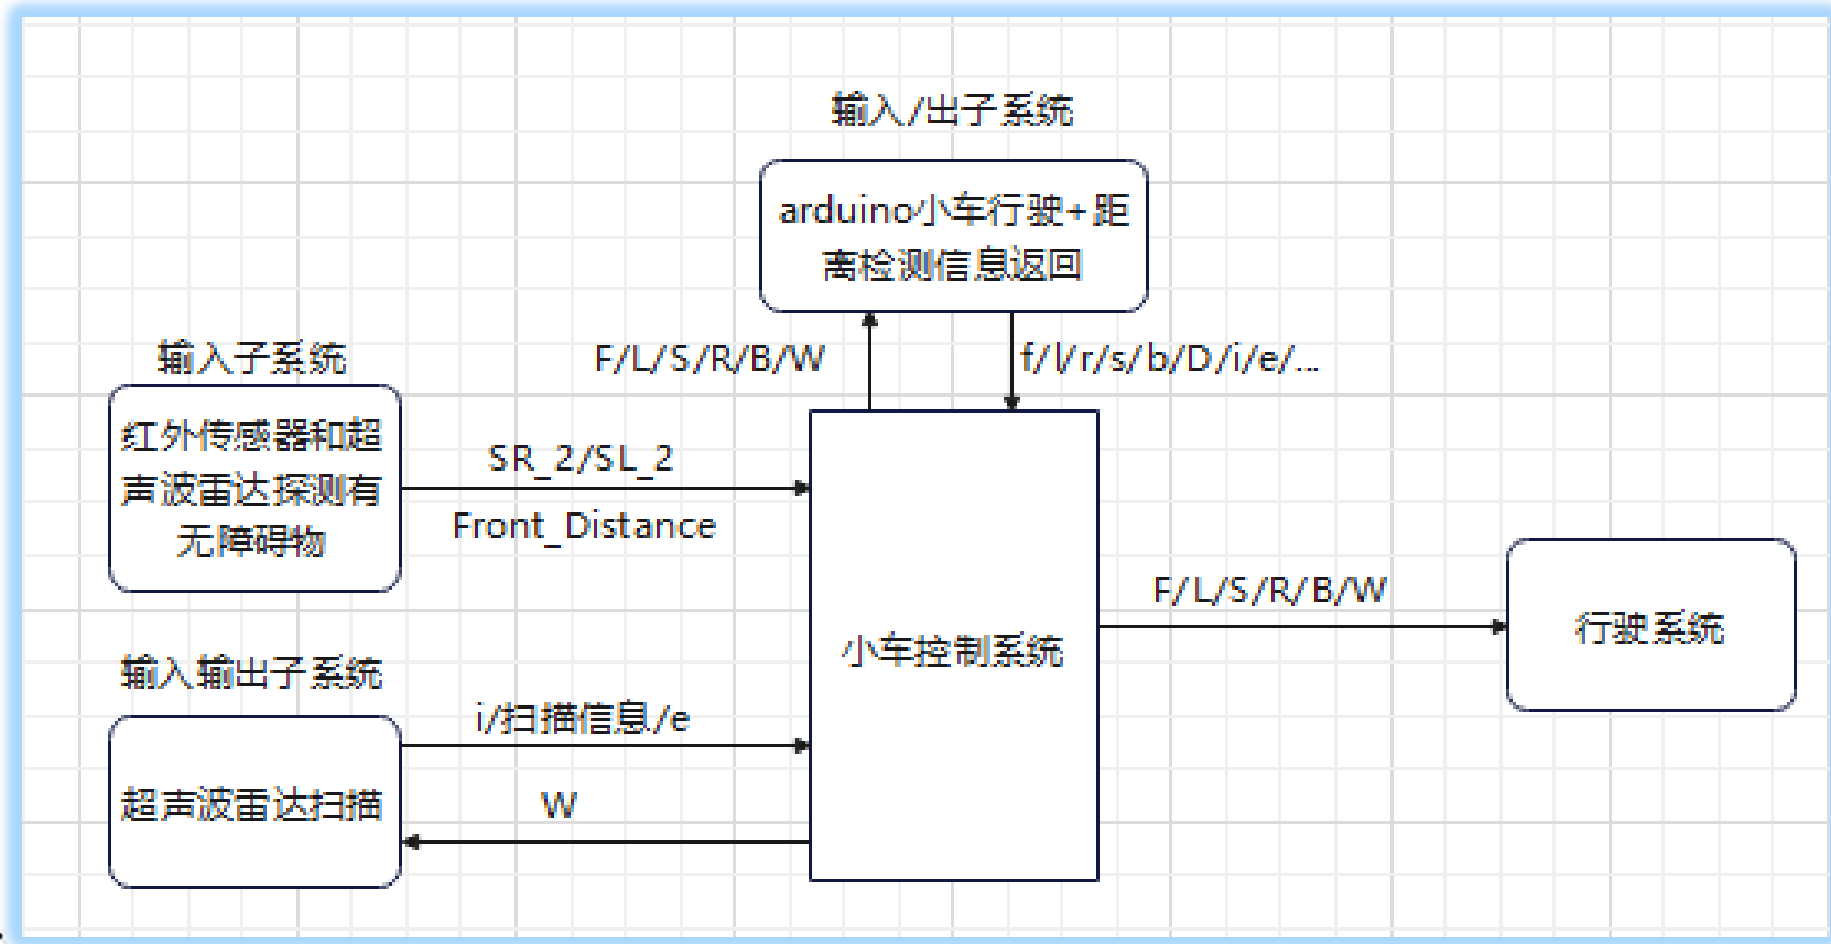 输入/出子系统
arduino小车行驶+距
离检测信息返回
输入子系统
F/L/S/R/B/W
f/l/r/s/b/D/i/e/...
红外传感器和超
声波雷达探测有
无障碍物
SR_2/SL_2
Front_Distance
F/L/S/R/B/W
行驶系统
小车控制系统
输入输出子系统
i/扫描信息/e
超声波雷达扫描
W